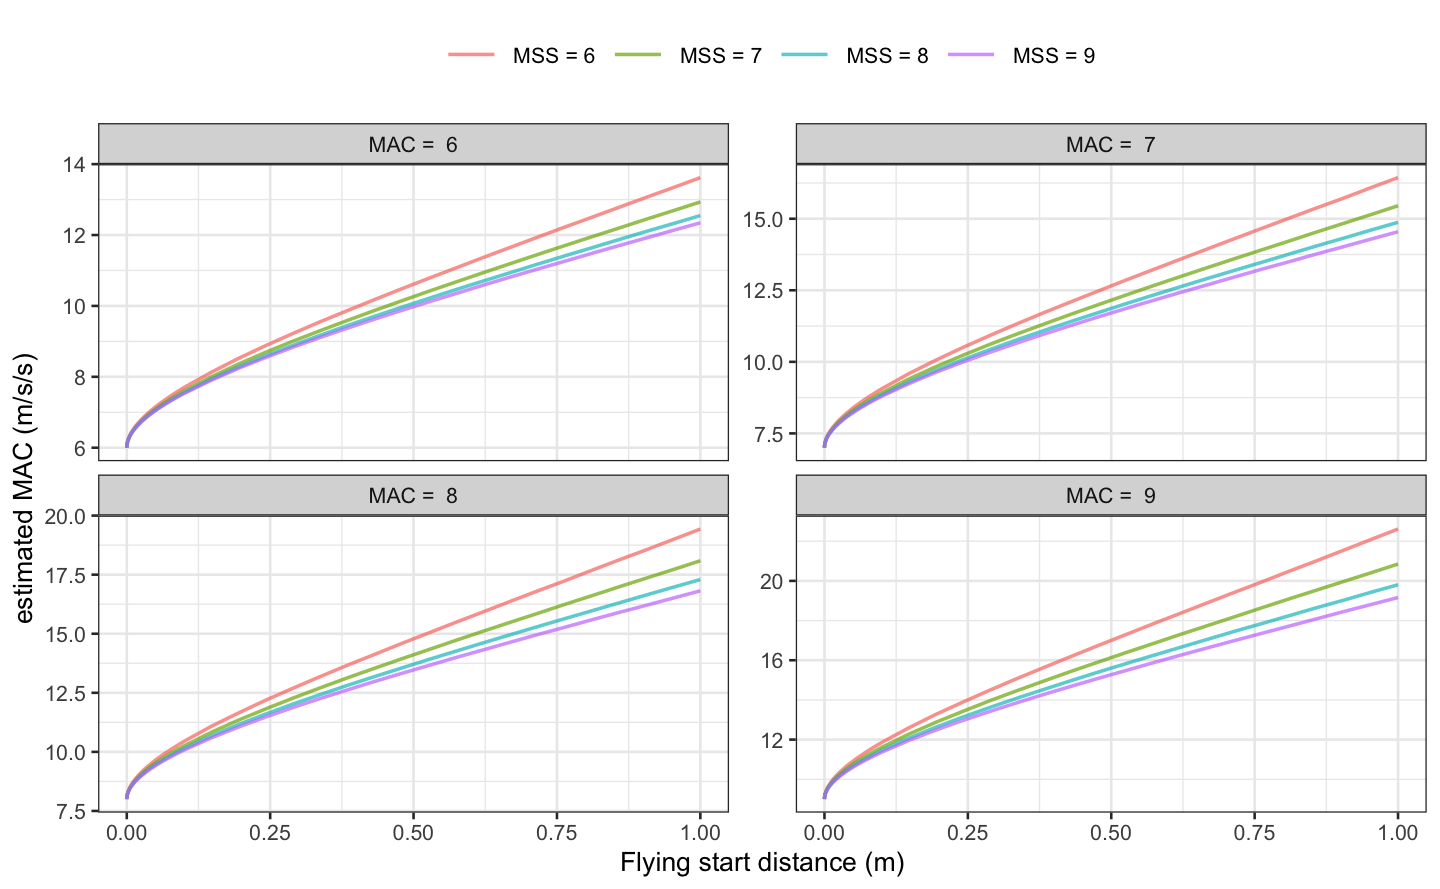 MSS = 6 MSS = 7 MSS = 8 MSS = 9
MAC = 6
MAC = 7
14
12
10
8
6
15.0
12.5
10.0
7.5
MAC = 8
MAC = 9
20.0
17.5
15.0
12.5
10.0
7.5
20
16
12
0.00 0.25 0.50 0.75 1.00
0.00 0.25 0.50 0.75 1.00
Flying start distance (m)
estimated MAC (m/s/s)